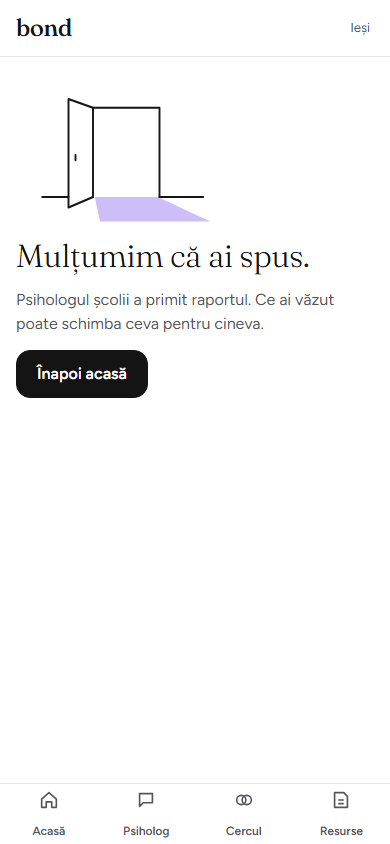 bond
Ieși
Mulțumim că ai spus.
Psihologul școlii a primit raportul. Ce ai văzut
poate schimba ceva pentru cineva.
Înapoi acasă
Acasă
Psiholog
Cercul
Resurse